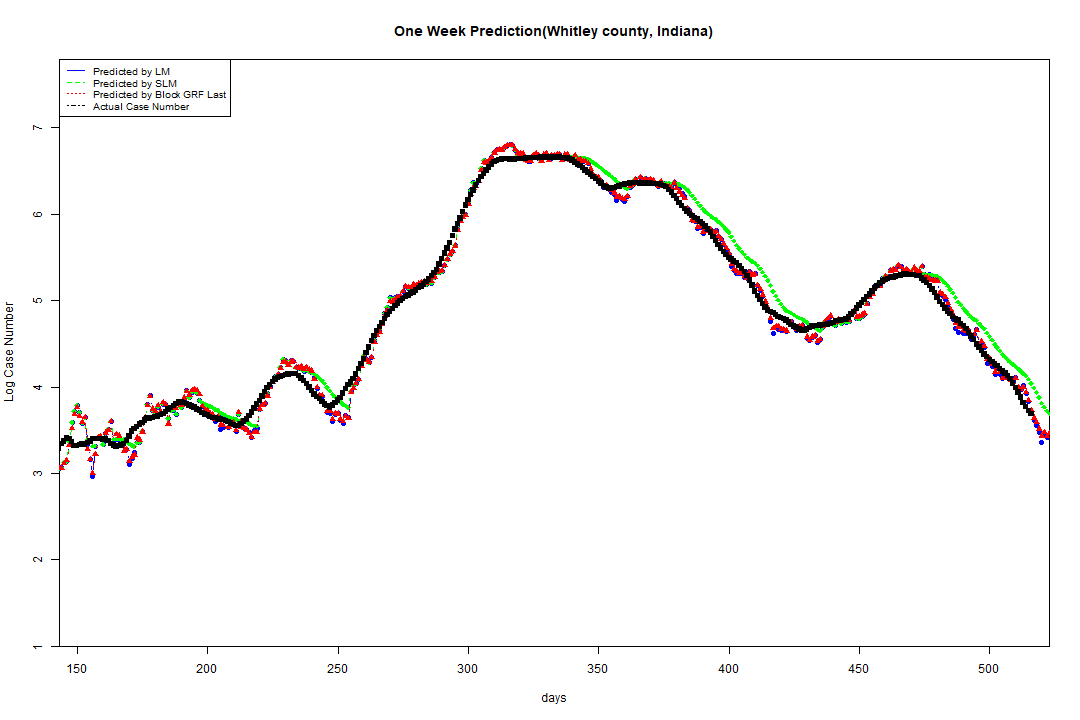 One Week Prediction(Whitley county, Indiana)
Predicted by LM
Predicted by SLM
Predicted by Block GRF Last
Actual Case Number
7
6
5
4
3
2
1
Log Case Number
150 200 250 300 350 400 450 500
days